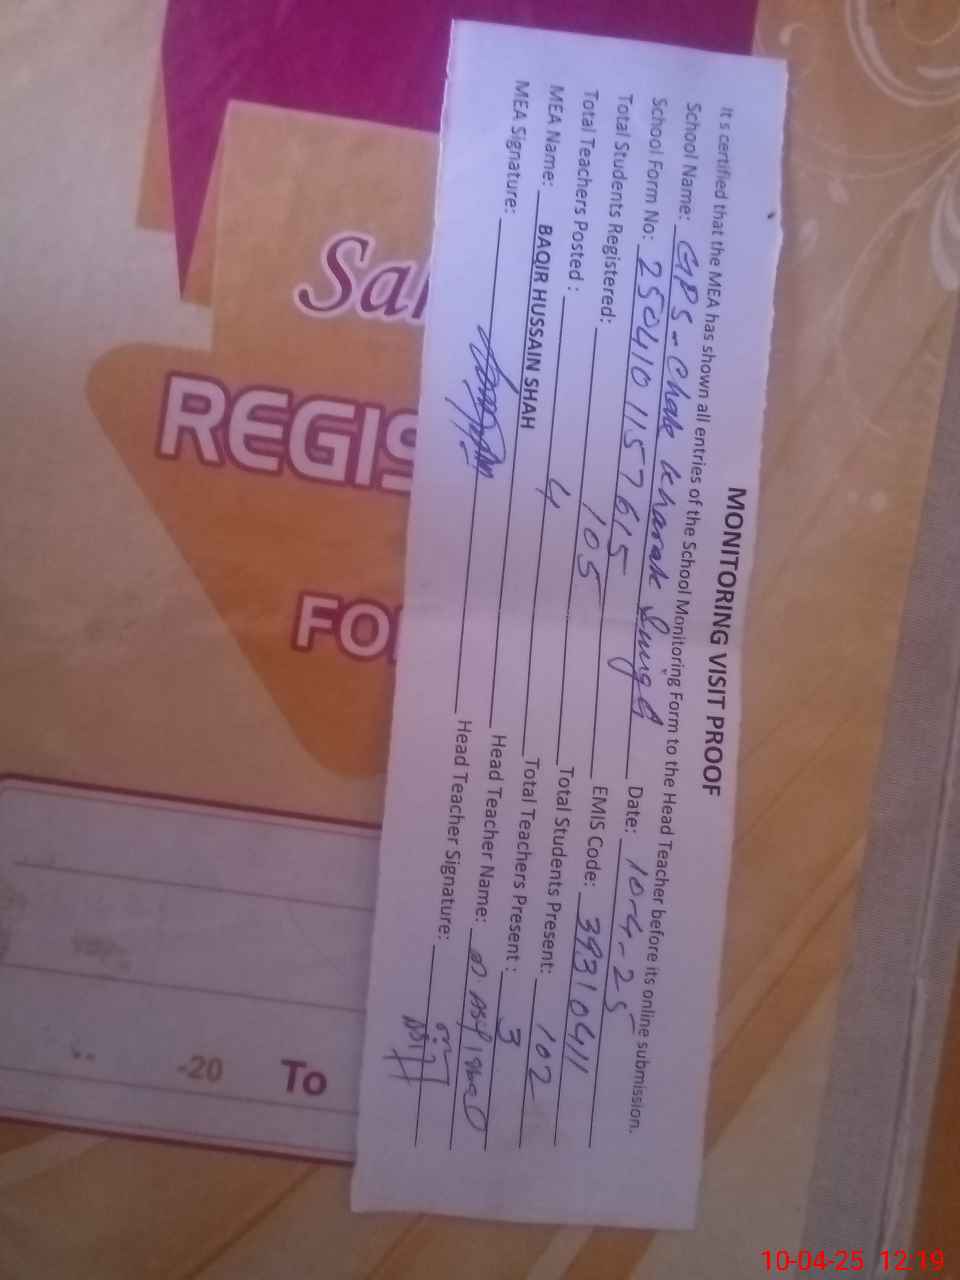 MONITORING VISIT PROOF
It s certified that the MEA has shown all entries of the School Monitoring Form to the Head Teacher before its online submission.
School Name: GPS - Chak Kharak Singh Date: 10-4-25
School Form No: 2504101157615 EMIS Code: 39310411
Total Students Registered: 105 Total Students Present: 102
Total Teachers Posted : 4 Total Teachers Present : 3
MEA Name: BAQIR HUSSAIN SHAH Head Teacher Name:
MEA Signature: Head Teacher Signature:
REGIS
FO
-20 To
10-04-25 12:19